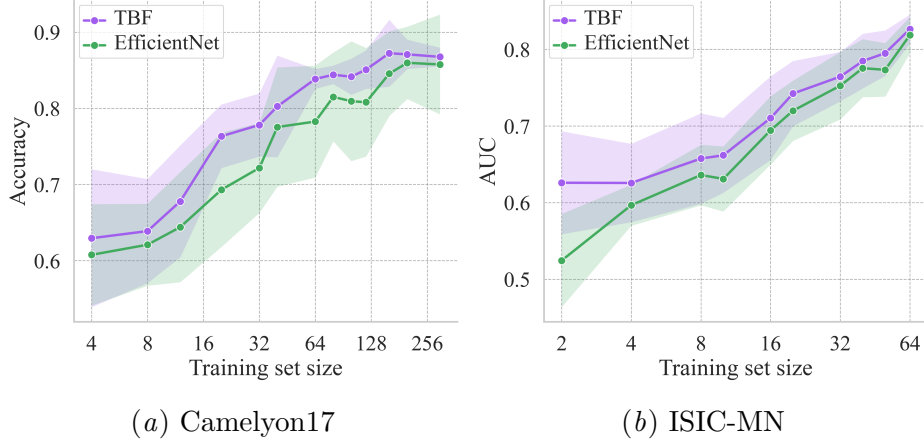 TBF
EfficientNet
Accuracy
0.9
0.8
0.7
0.6
4 8 16 32 64 128 256
Training set size
(a) Camelyon17
TBF
EfficientNet
AUC
0.8
0.7
0.6
0.5
2 4 8 16 32 64
Training set size
(b) ISIC-MN